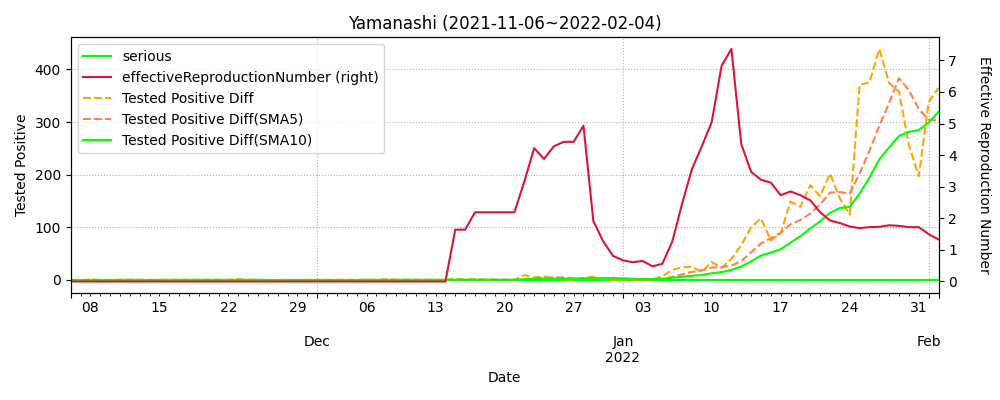 Yamanashi (2021-11-06~2022-02-04)
serious
effectiveReproductionNumber (right)
Tested Positive Diff
Tested Positive Diff(SMA5)
Tested Positive Diff(SMA10)
Tested Positive
400
300
200
100
0
7
6
5
4
3
2
1
0
Effective Reproduction Number
08 15 22 29 06 13 20 27 03 10 17 24 31
Dec Jan Feb
2022
Date